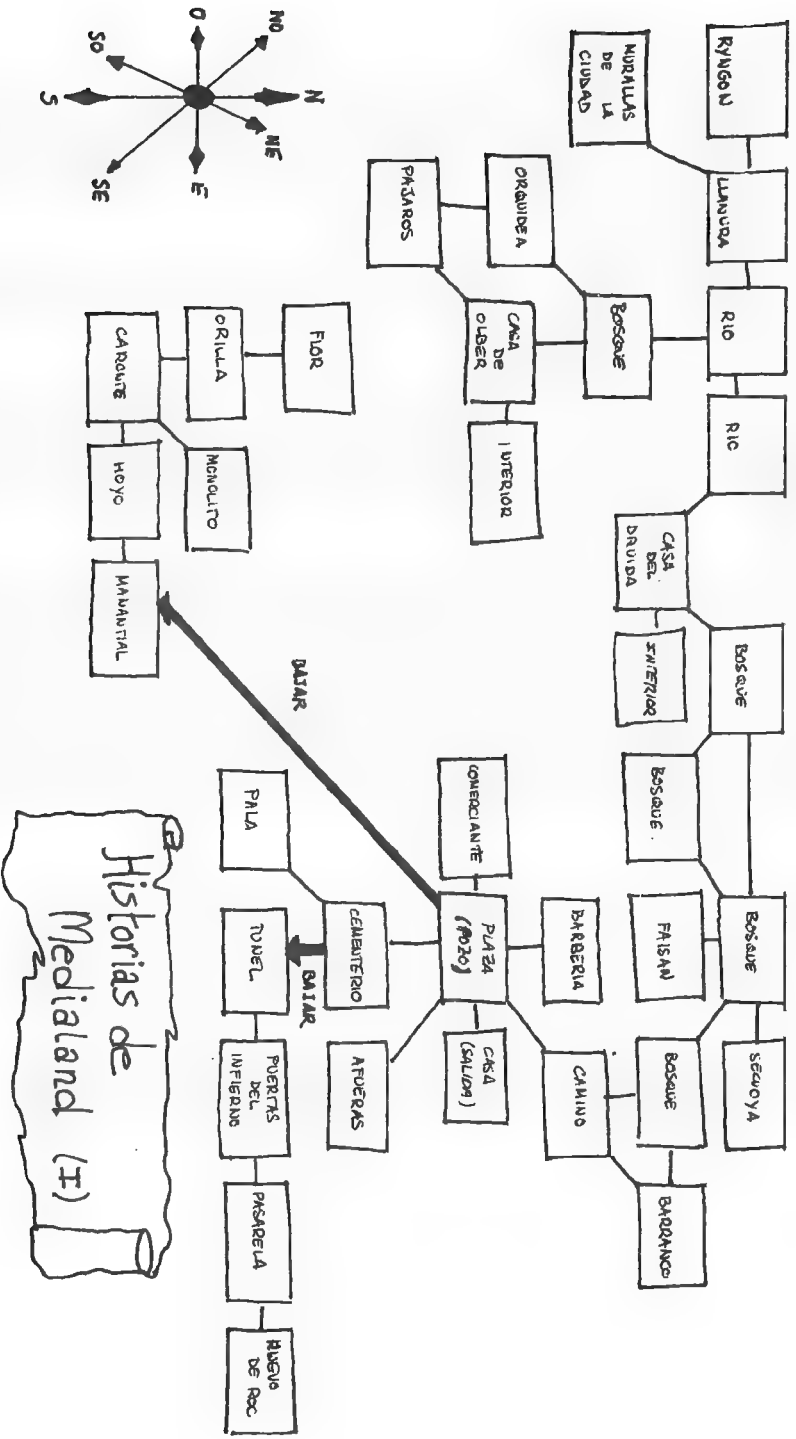 RYNGON
LLANURA
RIO
RIO
BOSQUE
BOSQUE
SECUOYA
MURALLAS
DE LA
CIUDAD
BOSQUE
CASA
DEL
DRUIDA
INTERIOR
BOSQUE.
FAISAN
BOSQUE
BARRANCO
ORQUIDEA
CASA
DE
OLBER
INTERIOR
BARBERIA
CAMINO
PAJAROS
COMERCIANTE
PLAZA
(POZO)
CASA
(SALIDA)
FLOR
BAJAR
CEMENTERIO
AFUERAS
BAJAR
N
NO
NE
O
E
SO
SE
S
ORILLA
MONOLITO
PALA
TUNEL
PUERTAS
DEL
INFIERNO
PASARELA
DE ROC
CARONTE
HOYO
MANANTIAL
Historias de
Medialand (I)